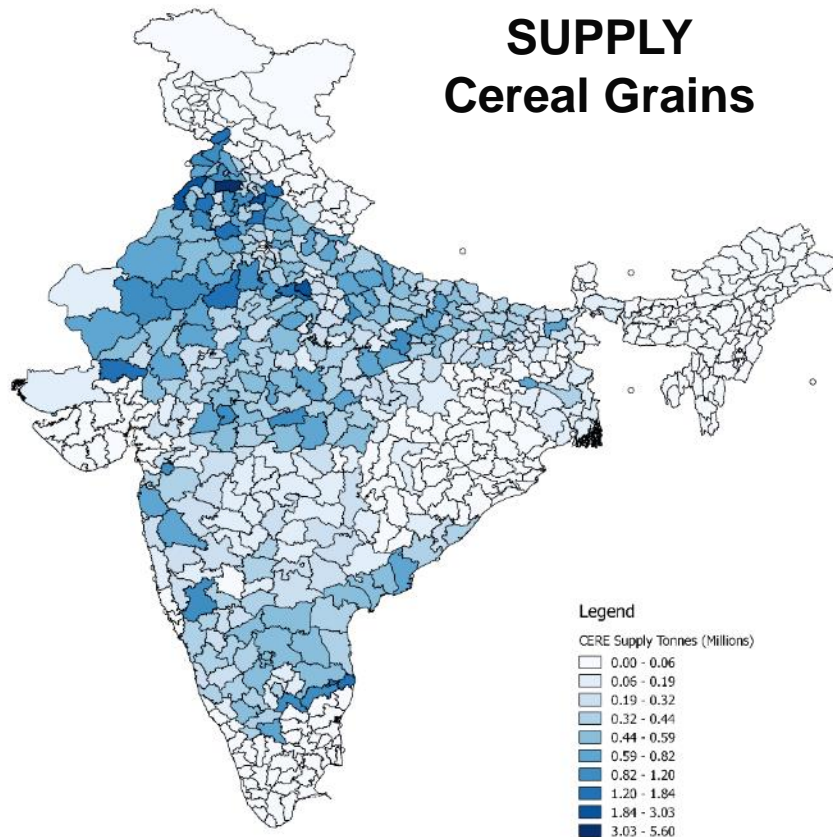 SUPPLY
Cereal Grains
Legend
CERE Supply Tonnes (Millions)
0.00 - 0.06
0.06 - 0.19
0.19 - 0.32
0.32 - 0.44
0.44 - 0.59
0.59 - 0.82
0.82 - 1.20
1.20 - 1.84
1.84 - 3.03
3.03 - 5.60